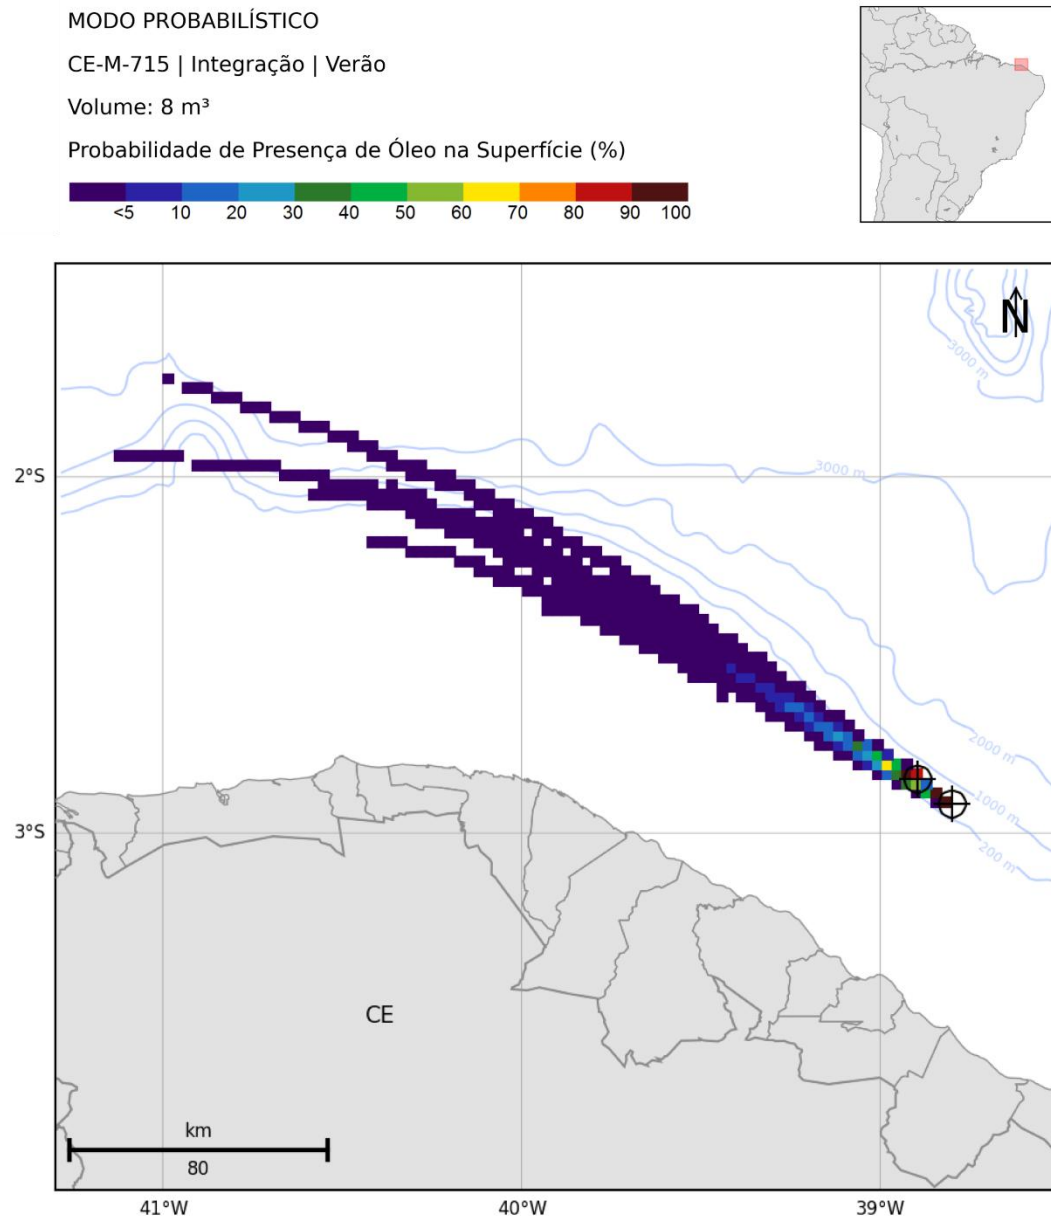 MODO PROBABILÍSTICO
CE-M-715 | Integração | Verão
Volume: 8 m³
Probabilidade de Presença de Óleo na Superfície (%)
<5 10 20 30 40 50 60 70 80 90 100
N
3000 m
3000 m
2°S
2000 m
1000 m
3°S
200 m
CE
km
80
41°W 40°W 39°W